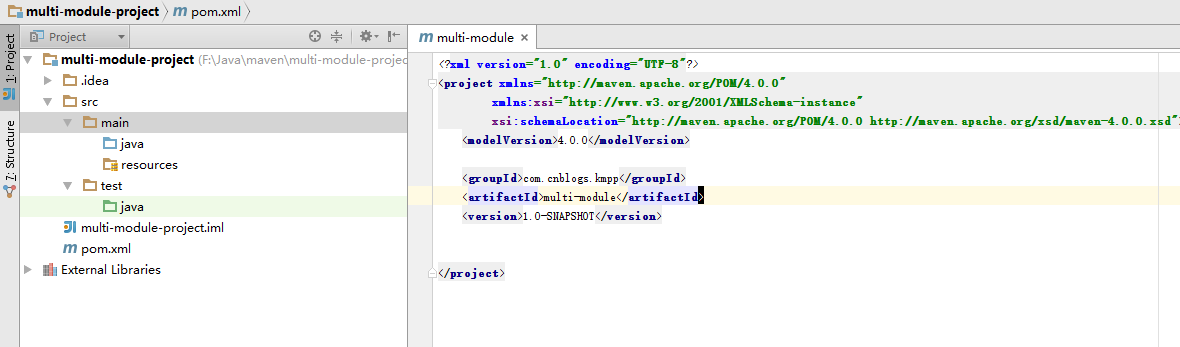 multi-module-project pom.xml
1: Project
7: Structure
Project
multi-module-project (F:\Java\maven\multi-module-projec
.idea
src
main
java
resources
test
java
multi-module-project.iml
pom.xml
External Libraries
multi-module
<?xml version="1.0" encoding="UTF-8"?>
<project xmlns="http://maven.apache.org/POM/4.0.0"
xmlns:xsi="http://www.w3.org/2001/XMLSchema-instance"
xsi:schemaLocation="http://maven.apache.org/POM/4.0.0 http://maven.apache.org/xsd/maven-4.0.0.xsd"
<modelVersion>4.0.0</modelVersion>
<groupId>com.cnblogs.kmpp</groupId>
<artifactId>multi-module</artifactId>
<version>1.0-SNAPSHOT</version>
</project>